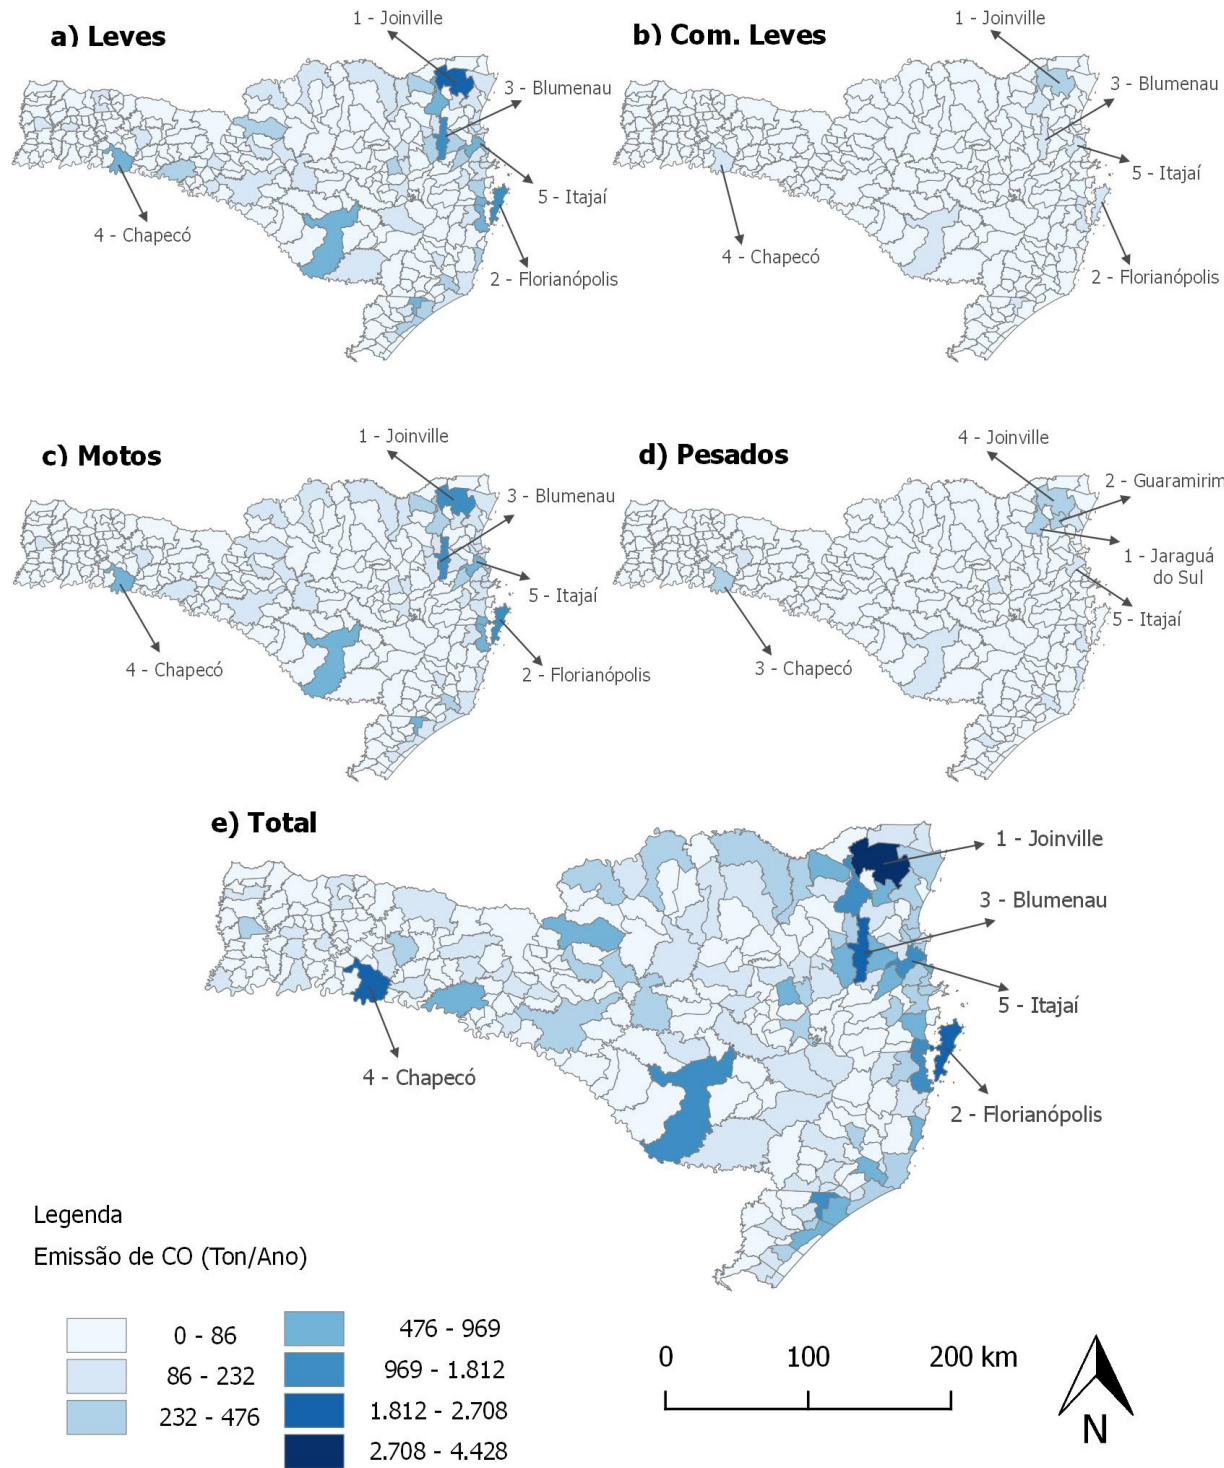 a) Leves
1 - Joinville
3 - Blumenau
5 - Itajaí
4 - Chapecó
2 - Florianópolis
b) Com. Leves
1 - Joinville
3 - Blumenau
5 - Itajaí
4 - Chapecó
2 - Florianópolis
c) Motos
1 - Joinville
3 - Blumenau
5 - Itajaí
4 - Chapecó
2 - Florianópolis
d) Pesados
4 - Joinville
2 - Guaramirim
1 - Jaraguá
do Sul
5 - Itajaí
3 - Chapecó
e) Total
1 - Joinville
3 - Blumenau
5 - Itajaí
4 - Chapecó
2 - Florianópolis
Legenda
Emissão de CO (Ton/Ano)
0 - 86
86 - 232
232 - 476
476 - 969
969 - 1.812
1.812 - 2.708
2.708 - 4.428
0 100 200 km
N